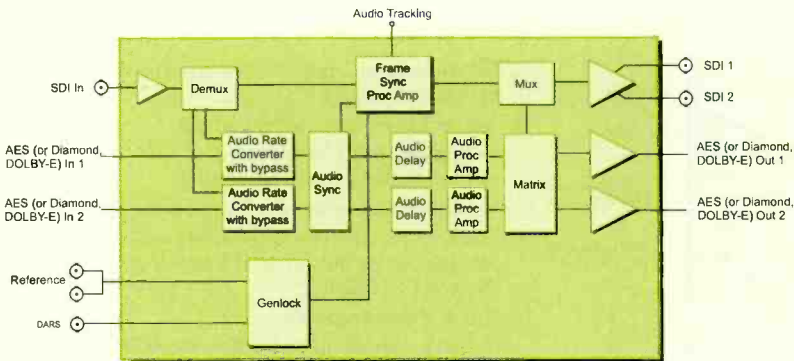 Audio Tracking
SDI In
Demux
Frame
Sync
Proc Amp
Mux
SDI 1
SDI 2
AES (or Diamond,
DOLBY-E) In 1
Audio Rate
Converter
with bypass
Audio
Sync
Audio
Delay
Audio
Proc
Amp
Matrix
AES (or Diamond,
DOLBY-E) Out 1
AES (or Diamond,
DOLBY-E) In 2
Audio Rate
Converter
with bypass
Audio
Delay
Audio
Proc
Amp
AES (or Diamond,
DOLBY-E) Out 2
Reference
Genlock
DARS